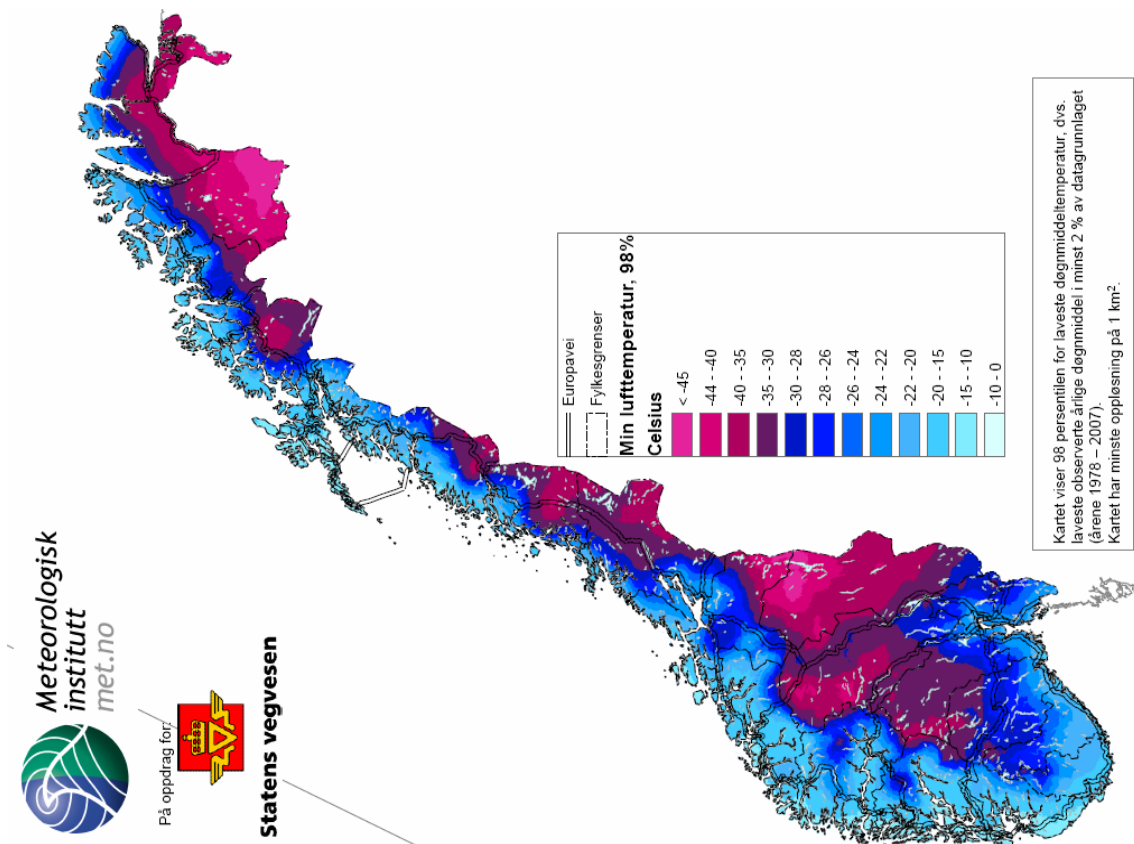 Meteorologisk
institutt
met.no
På oppdrag for:
Statens vegvesen
Europavei
Fylkesgrenser
Min lufttemperatur, 98%
Celsius
< -45
-44 - -40
-40 - -35
-35 - -30
-30 - -28
-28 - -26
-26 - -24
-24 - -22
-22 - -20
-20 - -15
-15 - -10
-10 - 0
Kartet viser 98 persentilen for laveste døgnmiddeltemperatur, dvs.
laveste observerte årlige døgnmiddel i minst 2 % av datagrunnlaget
(årene 1978 – 2007).
Kartet har minste oppløsning på 1 km².